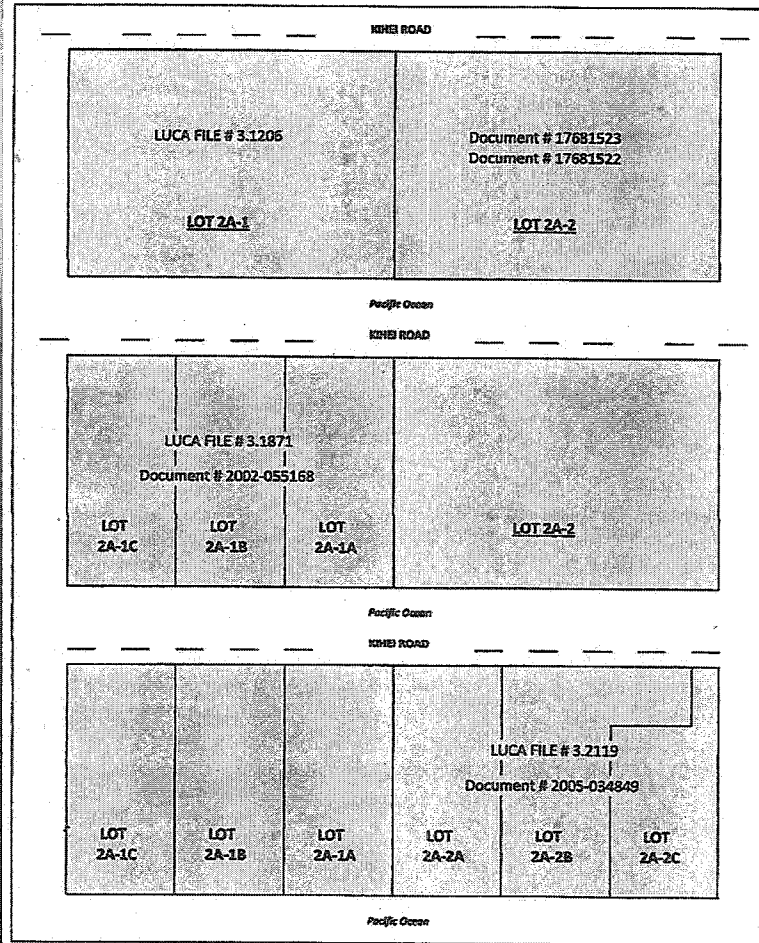 KIHEI ROAD
LUCA FILE # 3.1206
Document # 17681523
Document # 17681522
LOT 2A-1
LOT 2A-2
Pacific Ocean
KIHEI ROAD
LUCA FILE # 3.1871
Document # 2002-055168
LOT
2A-1C
LOT
2A-1B
LOT
2A-1A
LOT 2A-2
Pacific Ocean
KIHEI ROAD
LUCA FILE # 3.2119
Document # 2005-034849
LOT
2A-1C
LOT
2A-1B
LOT
2A-1A
LOT
2A-2A
LOT
2A-2B
LOT
2A-2C
Pacific Ocean